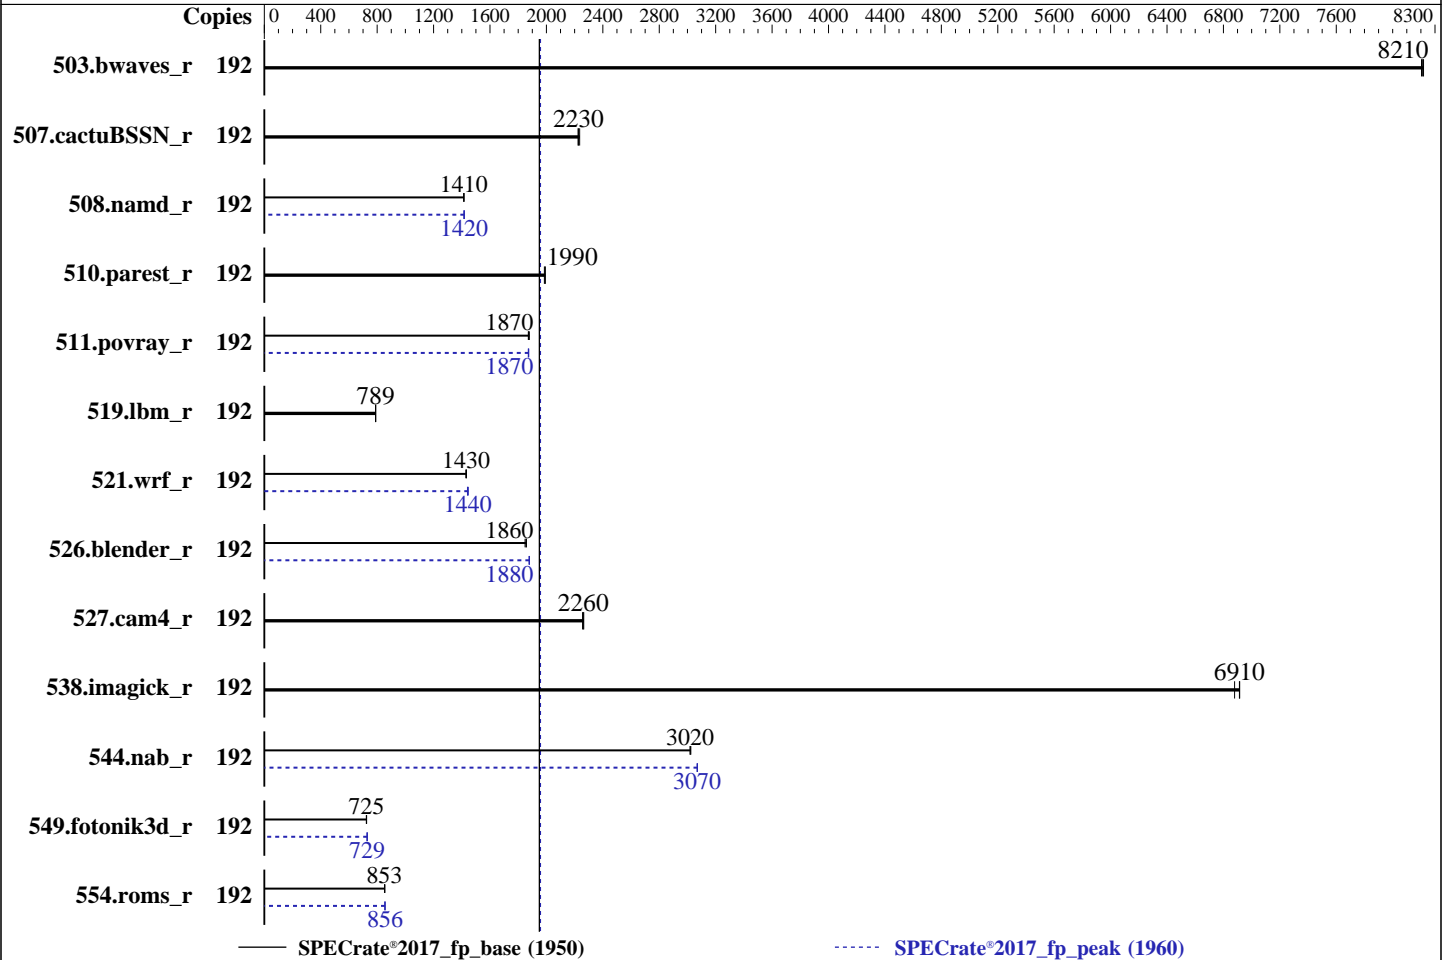 Copies 0 400 800 1200 1600 2000 2400 2800 3200 3600 4000 4400 4800 5200 5600 6000 6400 6800 7200 7600 8300
503.bwaves_r 192 8210
507.cactuBSSN_r 192 2230
508.namd_r 192 1410
1420
510.parest_r 192 1990
511.povray_r 192 1870
1870
519.lbm_r 192 789
521.wrf_r 192 1430
1440
526.blender_r 192 1860
1880
527.cam4_r 192 2260
538.imagick_r 192 6910
544.nab_r 192 3020
3070
549.fotonik3d_r 192 725
729
554.roms_r 192 853
856
SPECrate®2017_fp_base (1950) SPECrate®2017_fp_peak (1960)